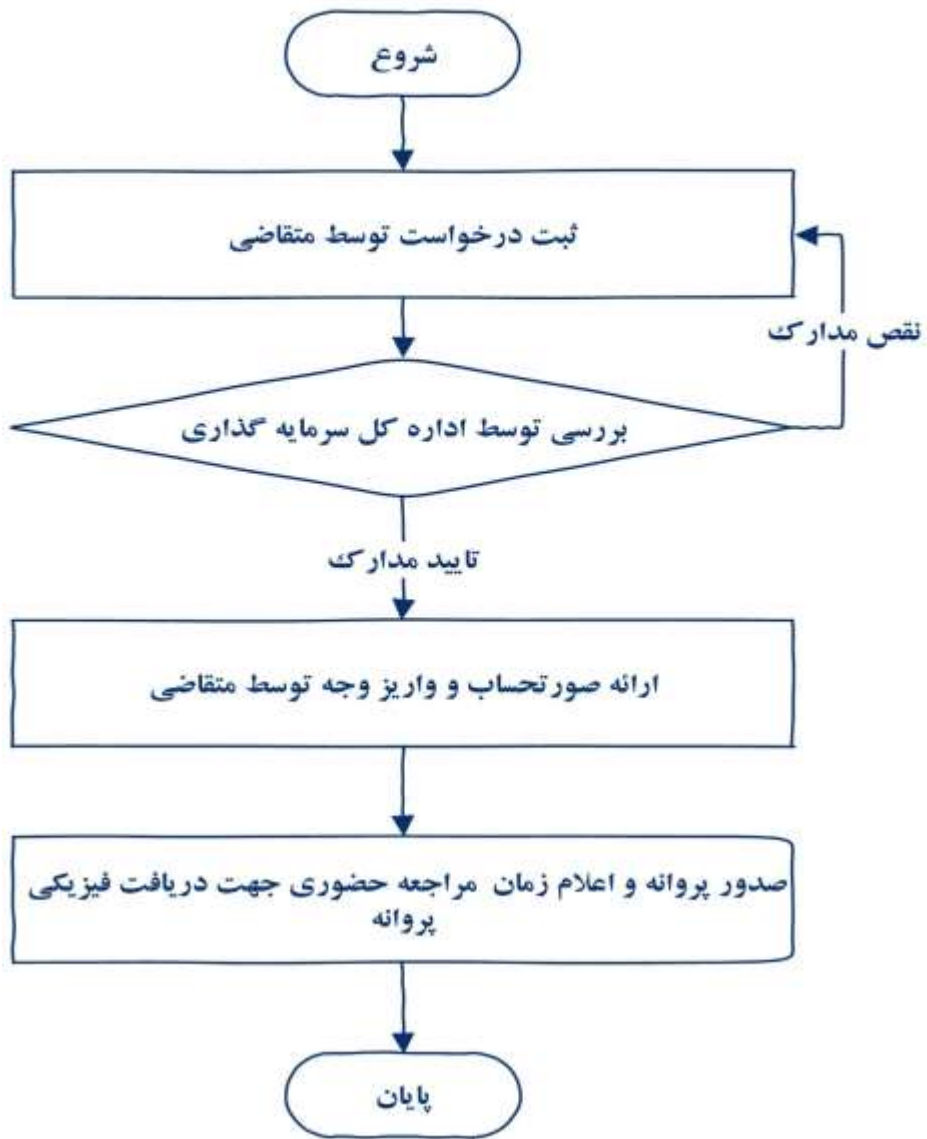 شروع
ثبت درخواست توسط متقاضی
نقص مدارک
بررسی توسط اداره کل سرمایه گذاری
تایید مدارک
ارائه صورتحساب و واریز وجه توسط متقاضی
صدور پروانه و اعلام زمان مراجعه حضوری جهت دریافت فیزیکی
پروانه
پایان